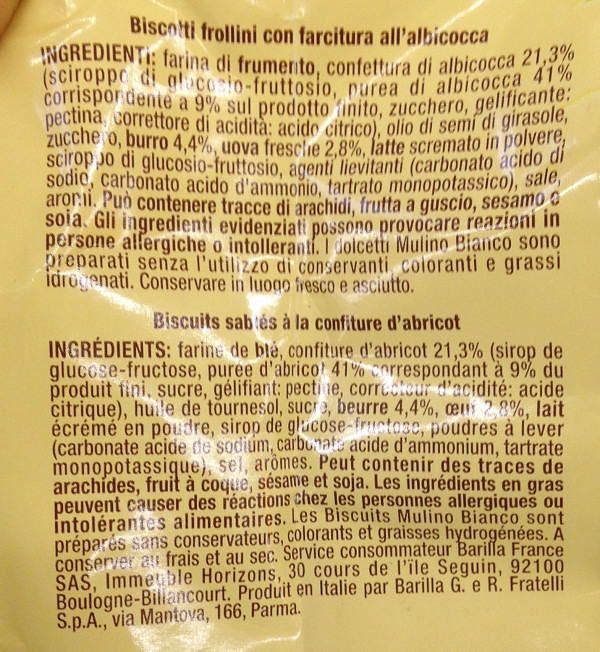 Biscotti frollini con farcitura all'albicocca
INGREDIENTI: farina di frumento, confettura di albicocca 21,3%
(sciroppo di glucosio-fruttosio, purea di albicocca 41%
corrispondente a 9% sul prodotto finito, zucchero, gelificante:
pectina, correttore di acidità: acido citrico), olio di semi di girasole,
zucchero, burro 4,4%, uova fresche 2,8%, latte scremato in polvere,
sciroppo di glucosio-fruttosio, agenti lievitanti (carbonato acido di
sodio, carbonato acido d'ammonio, tartrato monopotassico), sale,
aromi. Può contenere tracce di arachidi, frutta a guscio, sesamo e
soia. Gli ingredienti evidenziati possono provocare reazioni in
persone allergiche o intolleranti. I dolcetti Mulino Bianco sono
preparati senza l'utilizzo di conservanti, coloranti e grassi
idrogenati. Conservare in luogo fresco e asciutto.
Biscuits sablés à la confiture d'abricot
INGRÉDIENTS: farine de blé, confiture d'abricot 21,3% (sirop de
glucose-fructose, purée d'abricot 41% correspondant à 9% du
produit fini, sucre, gélifiant: pectine, correcteur d'acidité: acide
citrique), huile de tournesol, sucre, beurre 4,4%, œuf 2,8%, lait
écrémé en poudre, sirop de glucose-fructose, poudres à lever
(carbonate acide de sodium, carbonate acide d'ammonium, tartrate
monopotassique), sel, arômes. Peut contenir des traces de
arachides, fruit à coque, sésame et soja. Les ingrédients en gras
peuvent causer des réactions chez les personnes allergiques ou
intolérantes alimentaires. Les Biscuits Mulino Bianco sont
préparés sans conservateurs, colorants et graisses hydrogénées. A
conserver au frais et au sec. Service consommateur Barilla France
SAS, Immeuble Horizons, 30 cours de l'île Seguin, 92100
Boulogne-Billancourt. Produit en Italie par Barilla G. e R. Fratelli
S.p.A., via Mantova, 166, Parma.